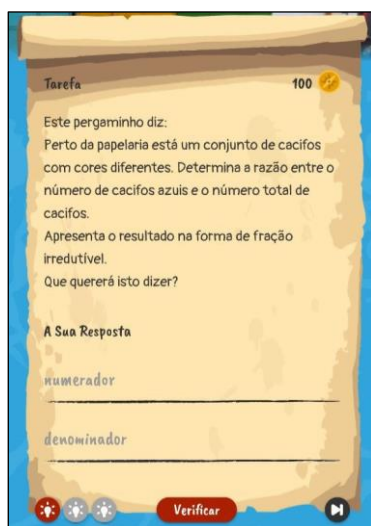 Tarefa 100
Este pergaminho diz:
Perto da papelaria está um conjunto de cacifos
com cores diferentes. Determina a razão entre o
número de cacifos azuis e o número total de
cacifos.
Apresenta o resultado na forma de fração
irredutível.
Que quererá isto dizer?
A Sua Resposta
numerador
denominador
Verificar